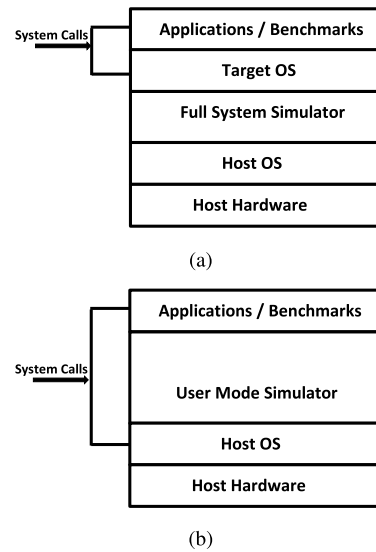 Applications / Benchmarks
System Calls
Target OS
Full System Simulator
Host OS
Host Hardware
(a)
Applications / Benchmarks
System Calls
User Mode Simulator
Host OS
Host Hardware
(b)